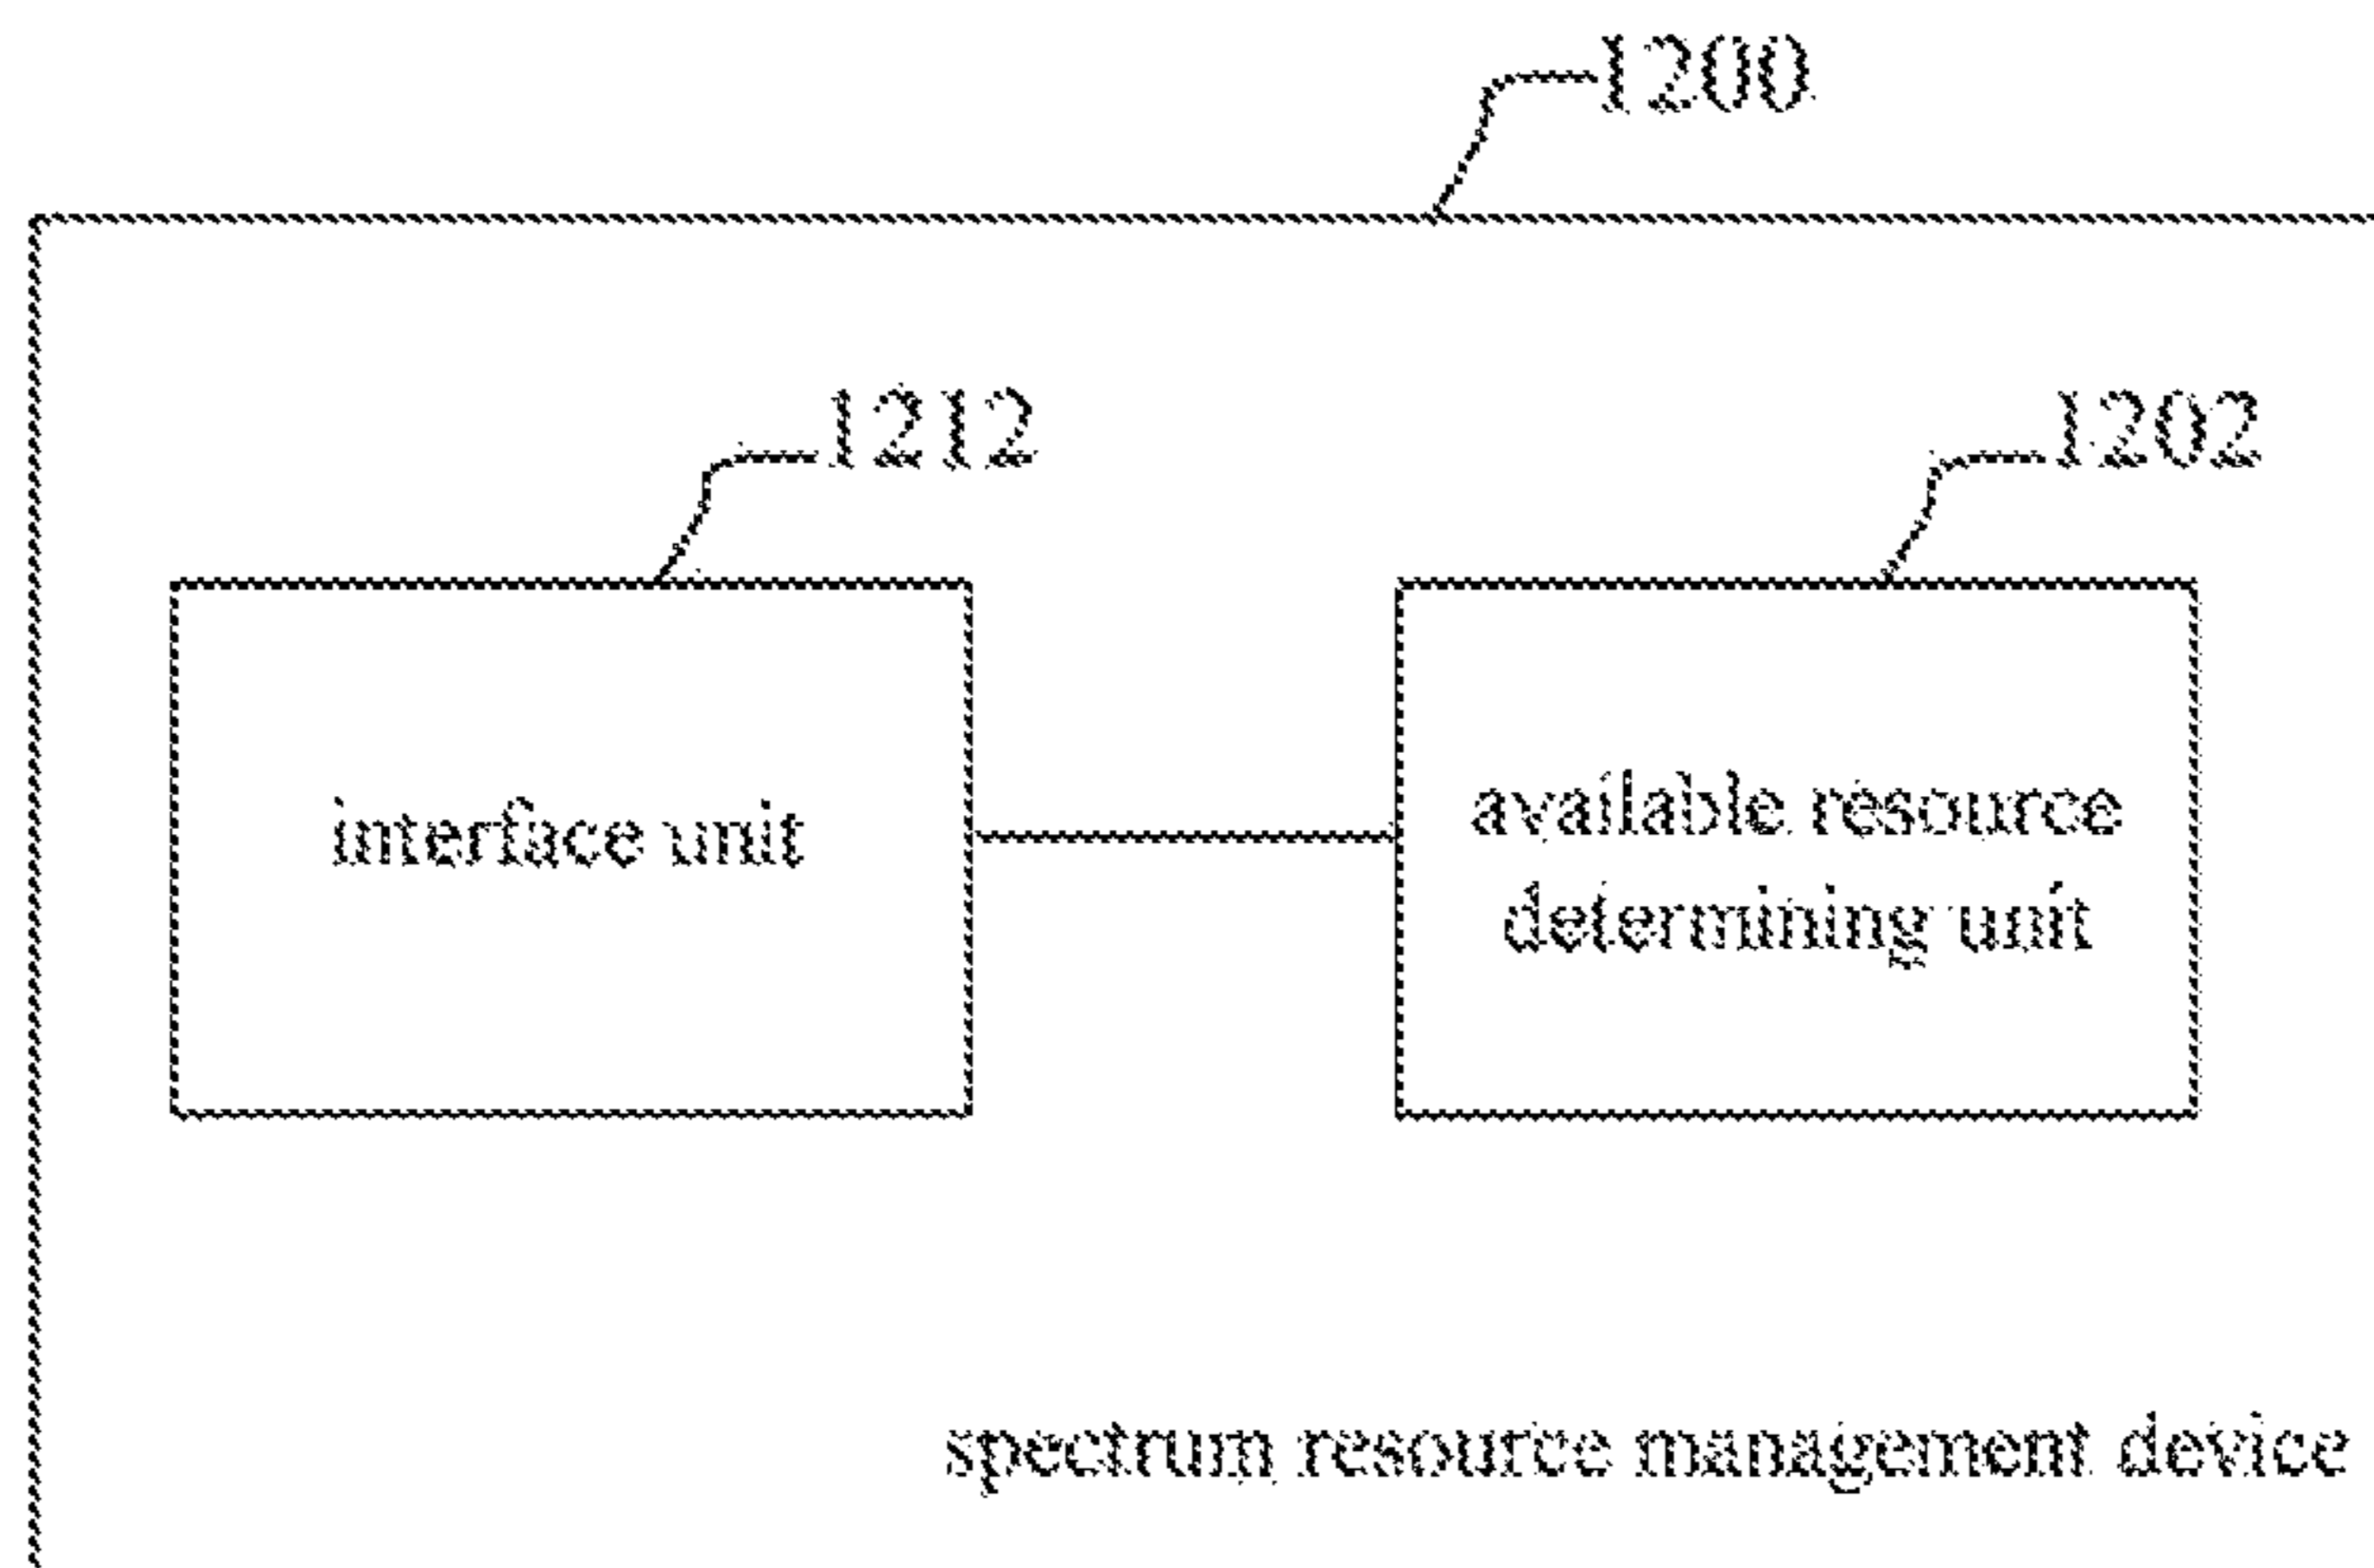 1200
1212
1202
interface unit
available resource
determining unit
spectrum resource management device